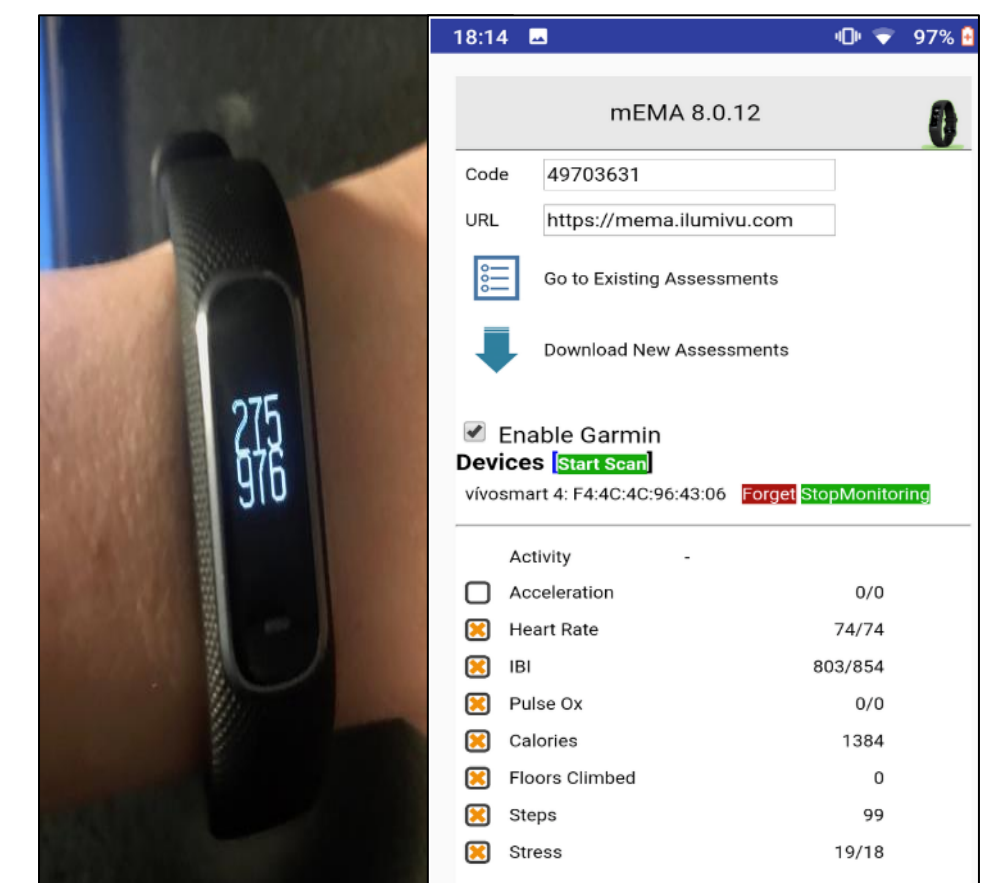 275
976
18:14 97%
mEMA 8.0.12
Code 49703631
URL https://mema.ilumivu.com
Go to Existing Assessments
Download New Assessments
Enable Garmin
Devices [Start Scan]
vívosmart 4: F4:4C:4C:96:43:06 Forget StopMonitoring
Activity -
Acceleration 0/0
Heart Rate 74/74
IBI 803/854
Pulse Ox 0/0
Calories 1384
Floors Climbed 0
Steps 99
Stress 19/18